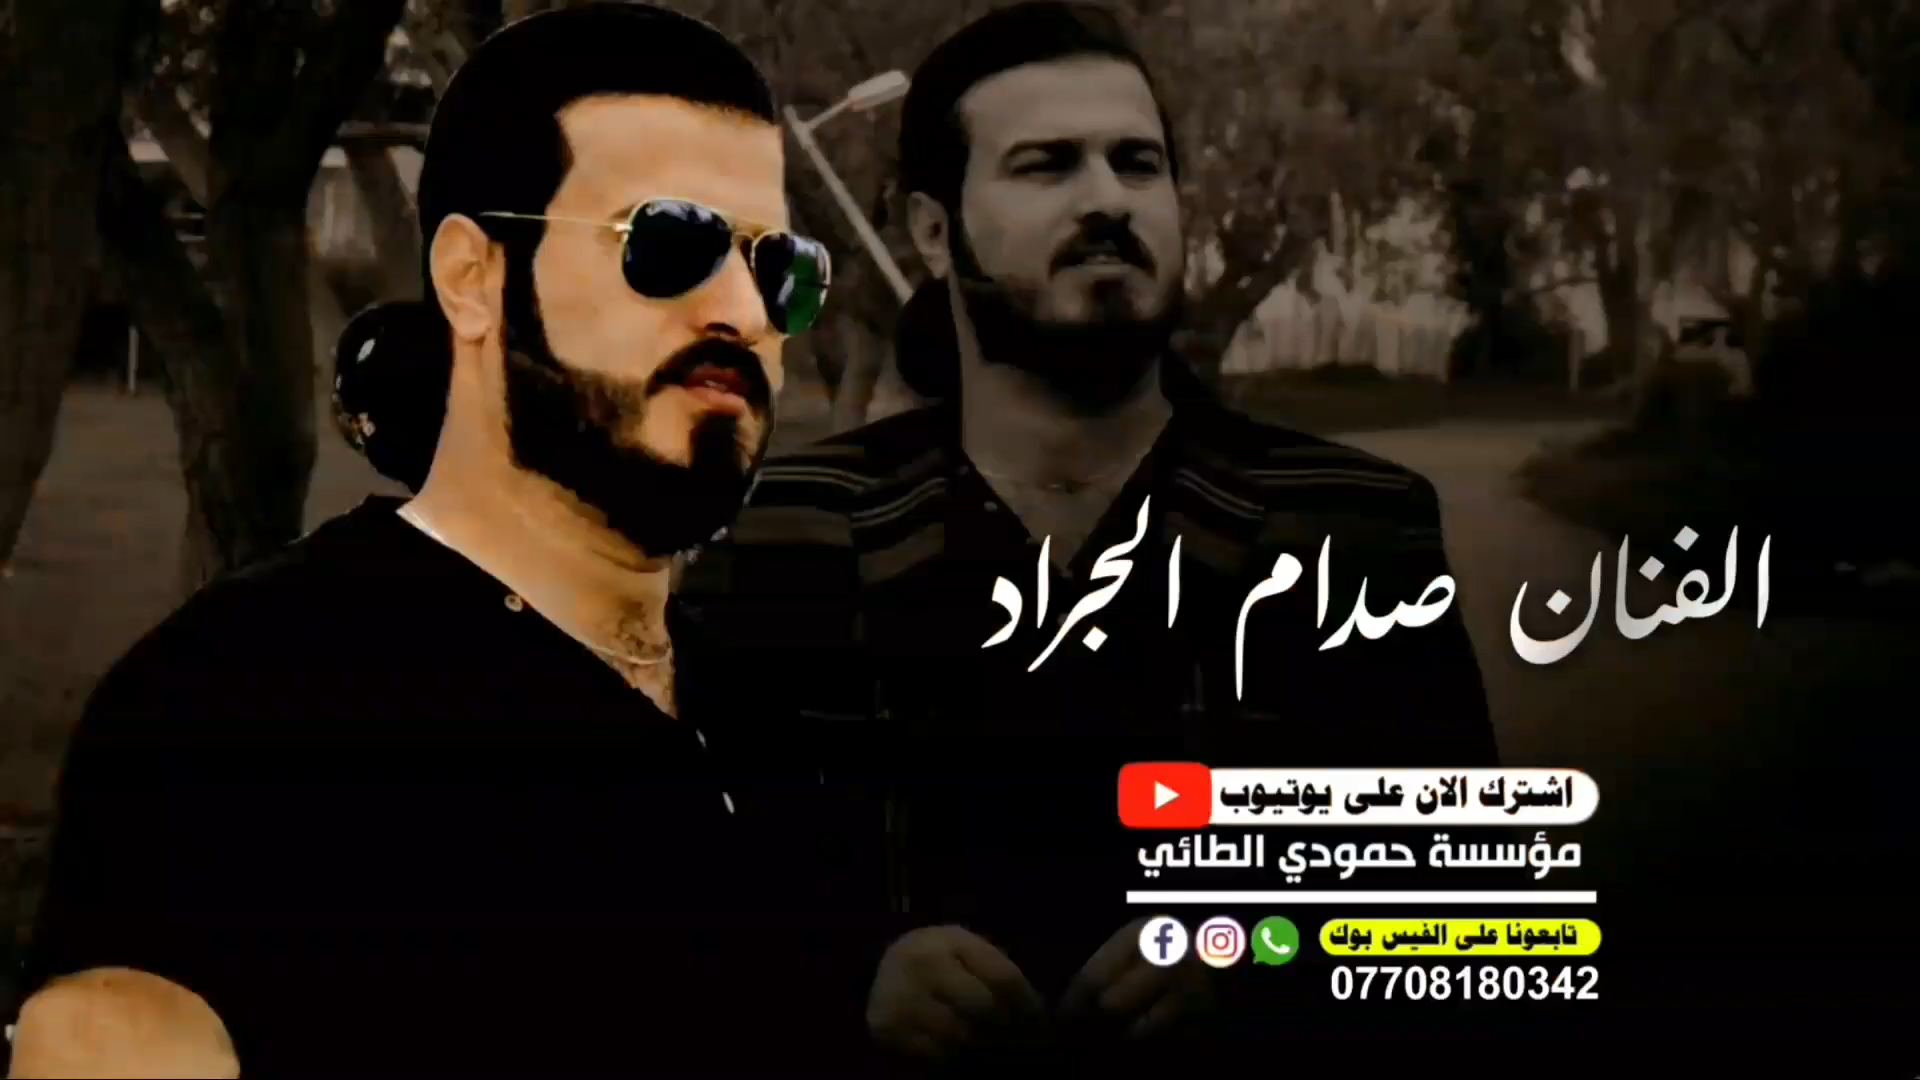 الفنان صدام الجراد
اشترك الان على يوتيوب
مؤسسة حمودي الطائي
تابعونا على الفيس بوك
07708180342